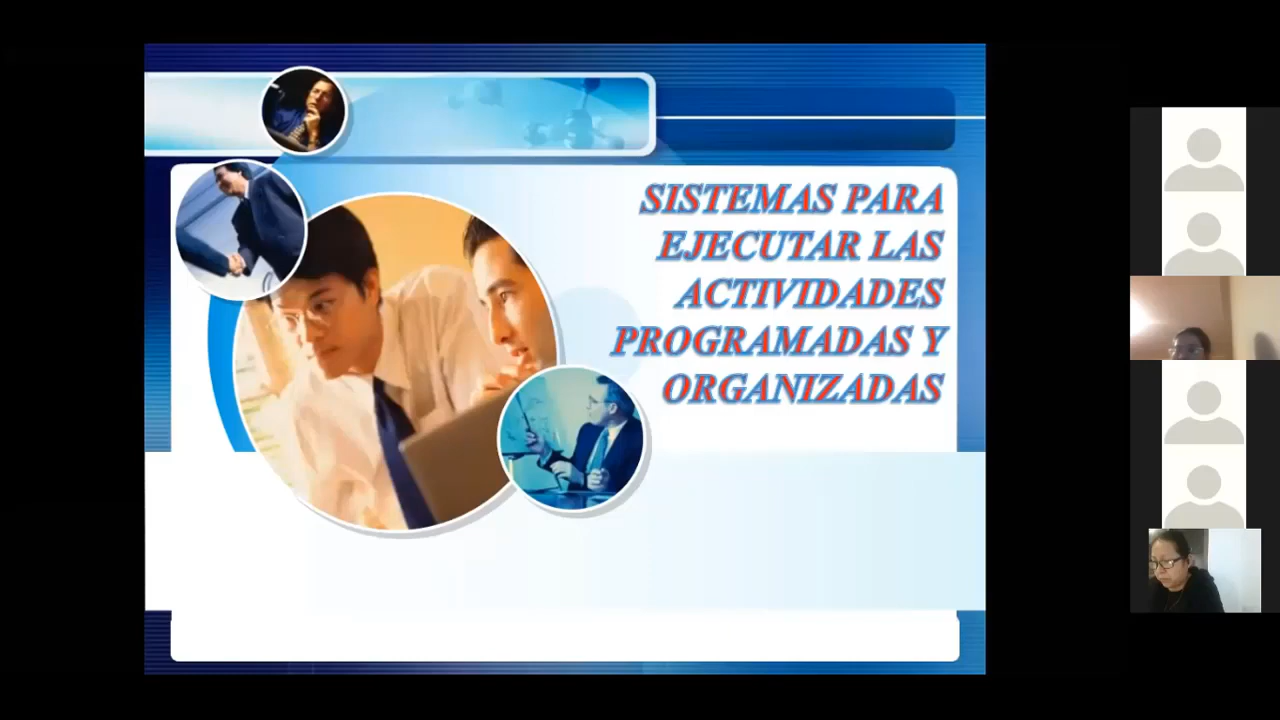 SISTEMAS PARA
EJECUTAR LAS
ACTIVIDADES
PROGRAMADAS Y
ORGANIZADAS